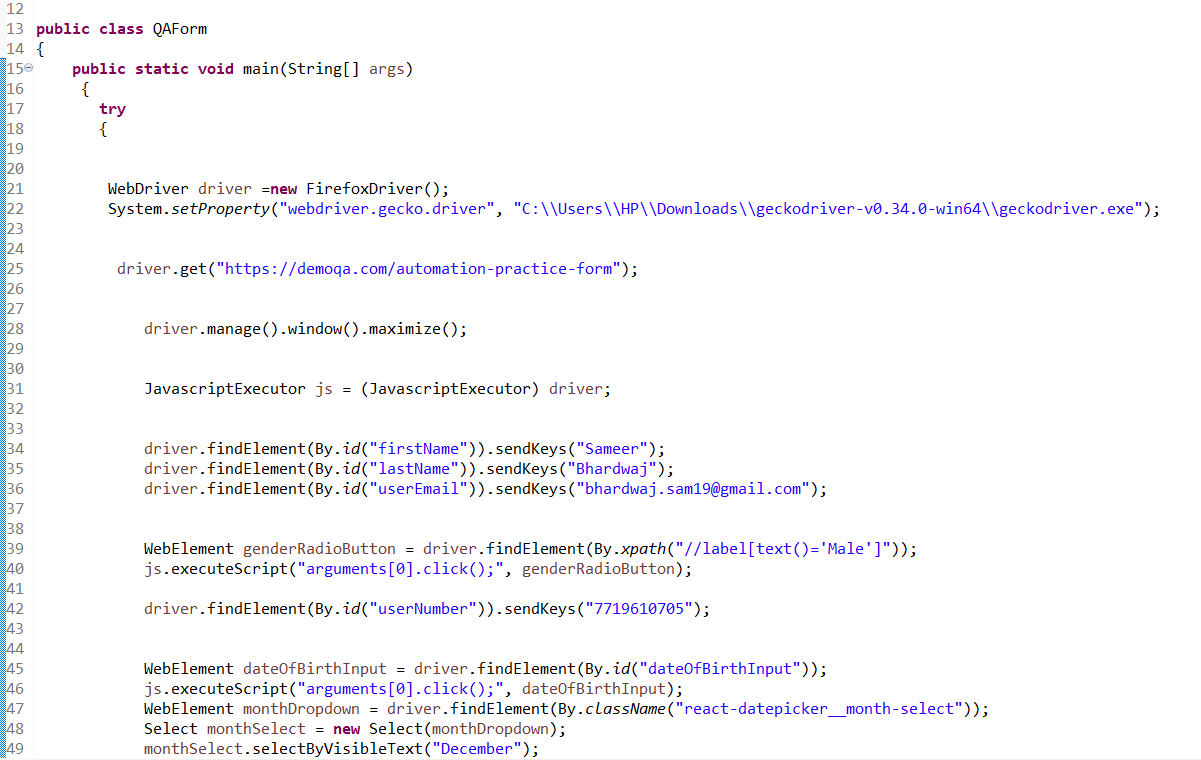 12
13 public class QAForm
14 {
15 public static void main(String[] args)
16 {
17 try
18 {
19
20
21 WebDriver driver =new FirefoxDriver();
22 System.setProperty("webdriver.gecko.driver", "C:\\Users\\HP\\Downloads\\geckodriver-v0.34.0-win64\\geckodriver.exe");
23
24
25 driver.get("https://demoqa.com/automation-practice-form");
26
27
28 driver.manage().window().maximize();
29
30
31 JavascriptExecutor js = (JavascriptExecutor) driver;
32
33
34 driver.findElement(By.id("firstName")).sendKeys("Sameer");
35 driver.findElement(By.id("lastName")).sendKeys("Bhardwaj");
36 driver.findElement(By.id("userEmail")).sendKeys("bhardwaj.sam19@gmail.com");
37
38
39 WebElement genderRadioButton = driver.findElement(By.xpath("//label[text()='Male']"));
40 js.executeScript("arguments[0].click();", genderRadioButton);
41
42 driver.findElement(By.id("userNumber")).sendKeys("7719610705");
43
44
45 WebElement dateOfBirthInput = driver.findElement(By.id("dateOfBirthInput"));
46 js.executeScript("arguments[0].click();", dateOfBirthInput);
47 WebElement monthDropdown = driver.findElement(By.className("react-datepicker__month-select"));
48 Select monthSelect = new Select(monthDropdown);
49 monthSelect.selectByVisibleText("December");